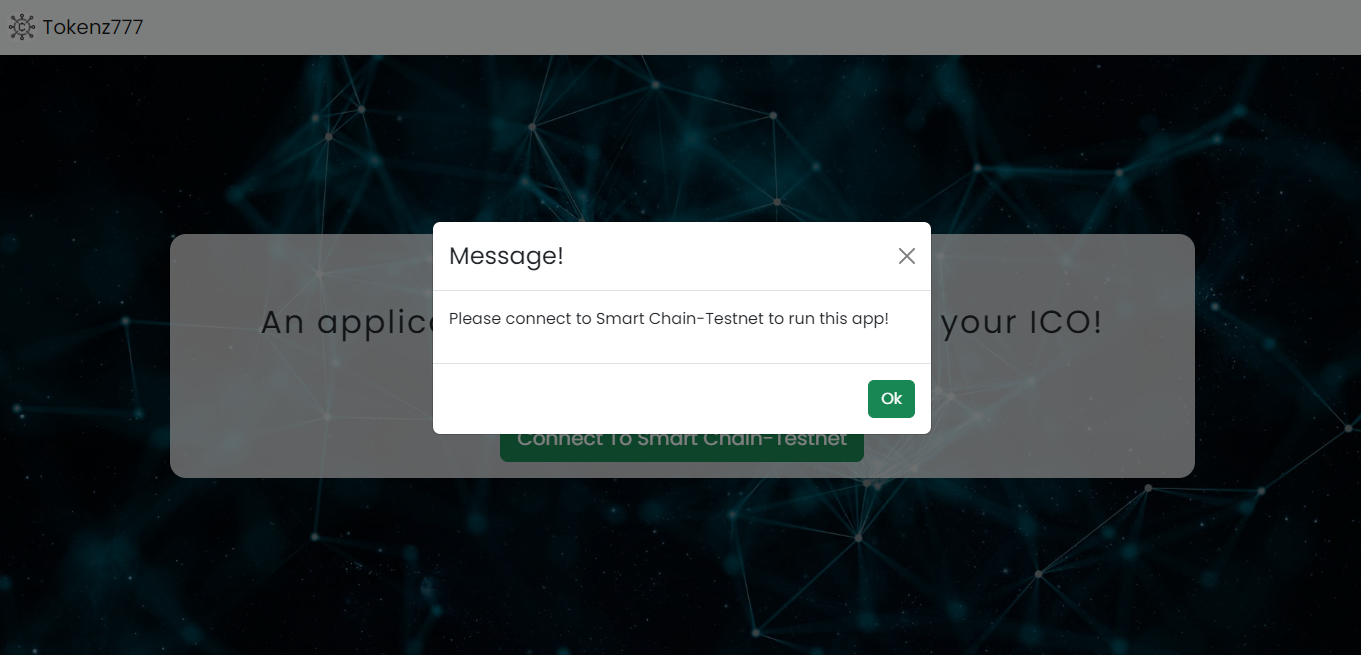 Tokenz777
Message!
Please connect to Smart Chain-Testnet to run this app!
An applic
your ICO!
Ok
Connect To Smart Chain-Testnet